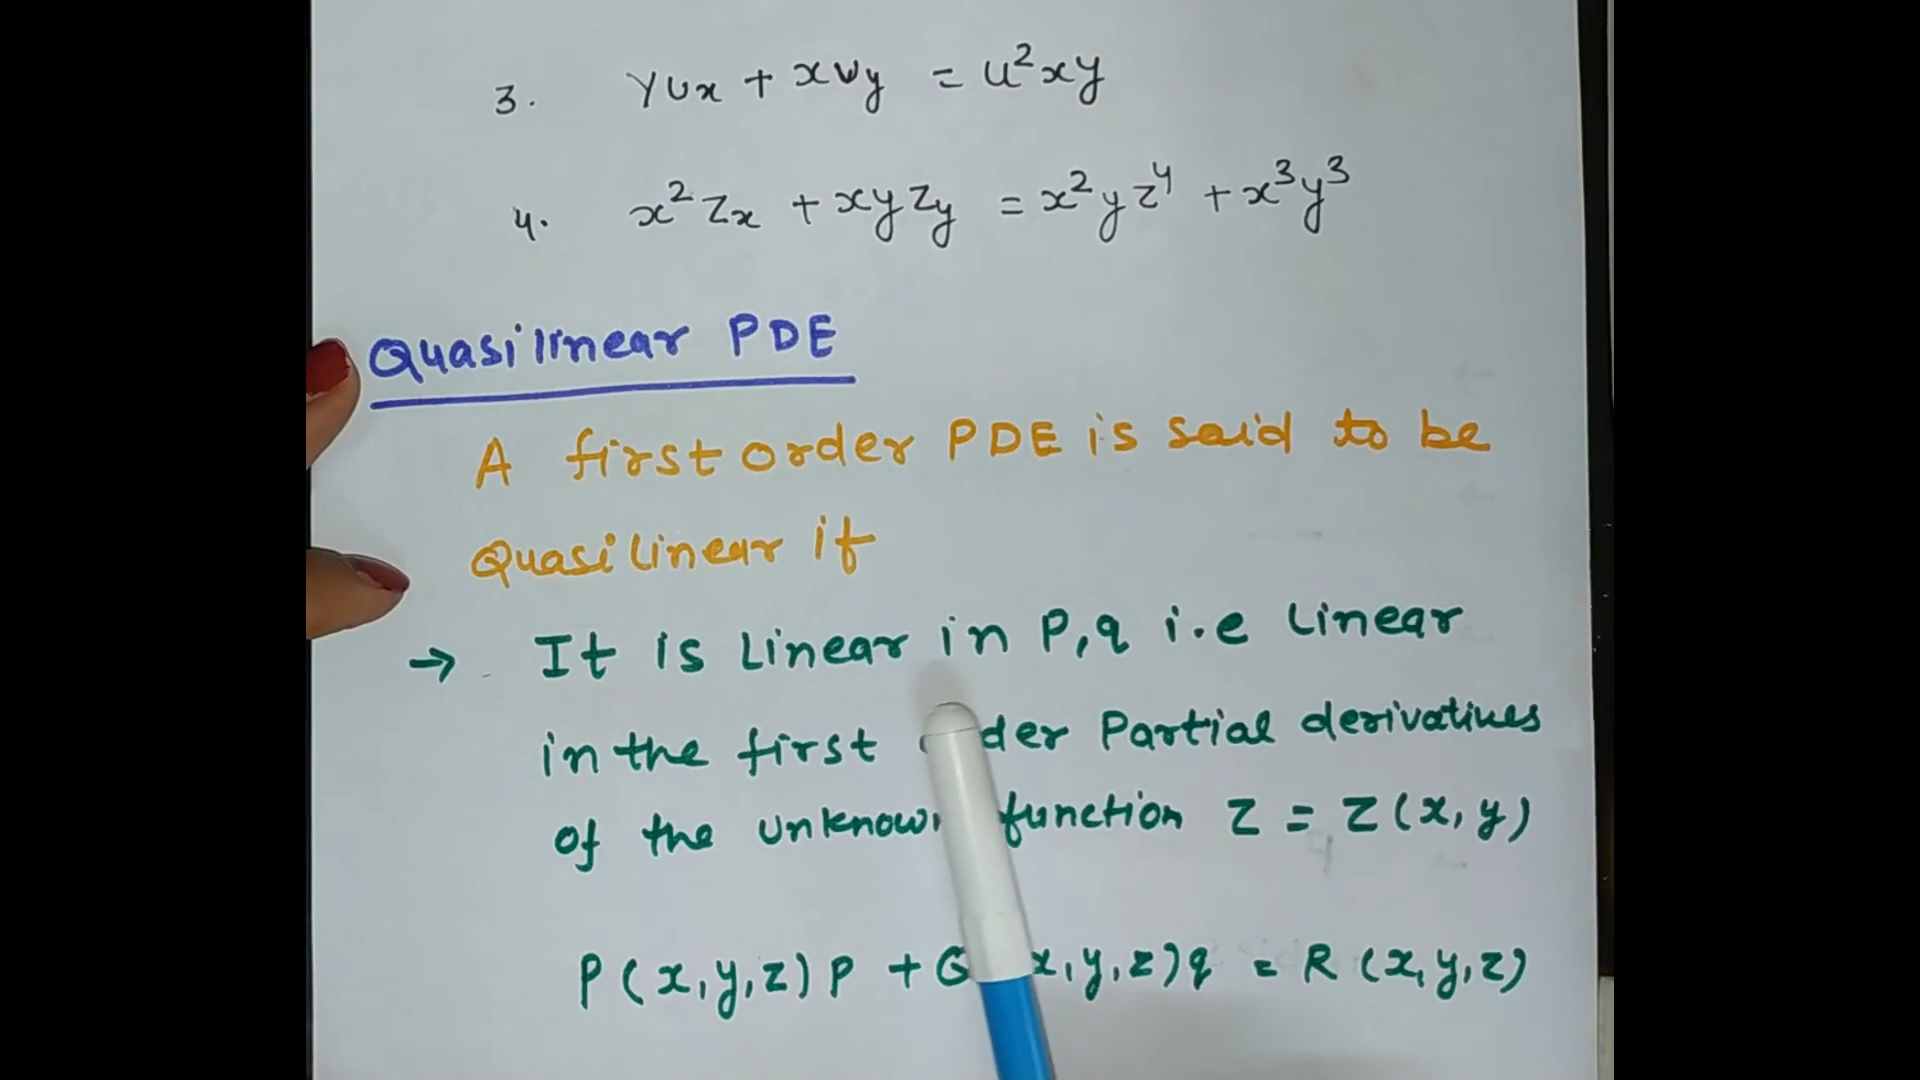 3. yux + xuy = u²xy
4. x²zx + xyzy = x²yz⁴ + x³y³
Quasilinear PDE
A first order PDE is said to be
Quasilinear if
→ It is Linear in P,q i.e Linear
in the first Partial derivatives
of the function z = z(x,y)
P(x,y,z)p + x,y,z)q = R(x,y,z)